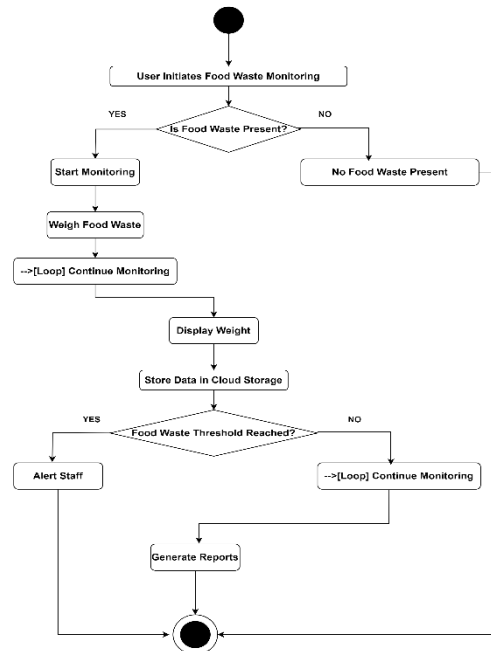 User Initiates Food Waste Monitoring
YES
NO
Is Food Waste Present?
Start Monitoring
No Food Waste Present
Weigh Food Waste
-->[Loop] Continue Monitoring
Display Weight
Store Data in Cloud Storage
YES
NO
Food Waste Threshold Reached?
Alert Staff
-->[Loop] Continue Monitoring
Generate Reports